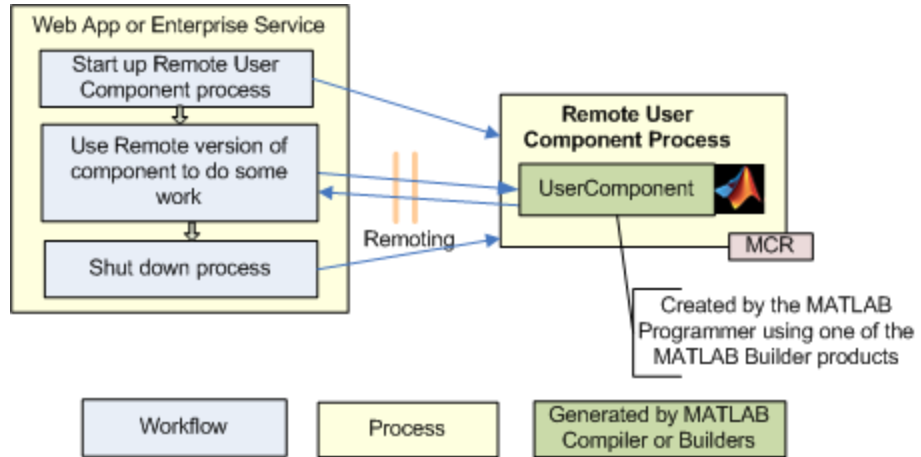 Web App or Enterprise Service
Start up Remote User
Component process
Use Remote version of
component to do some
work
Shut down process
Remoting
Remote User
Component Process
UserComponent
MCR
Created by the MATLAB
Programmer using one of the
MATLAB Builder products
Workflow
Process
Generated by MATLAB
Compiler or Builders